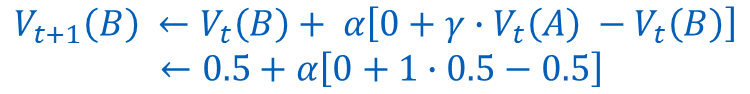 V_{t+1}(B) ← V_t(B) + α[0 + γ · V_t(A) − V_t(B)]
← 0.5 + α[0 + 1 · 0.5 − 0.5]